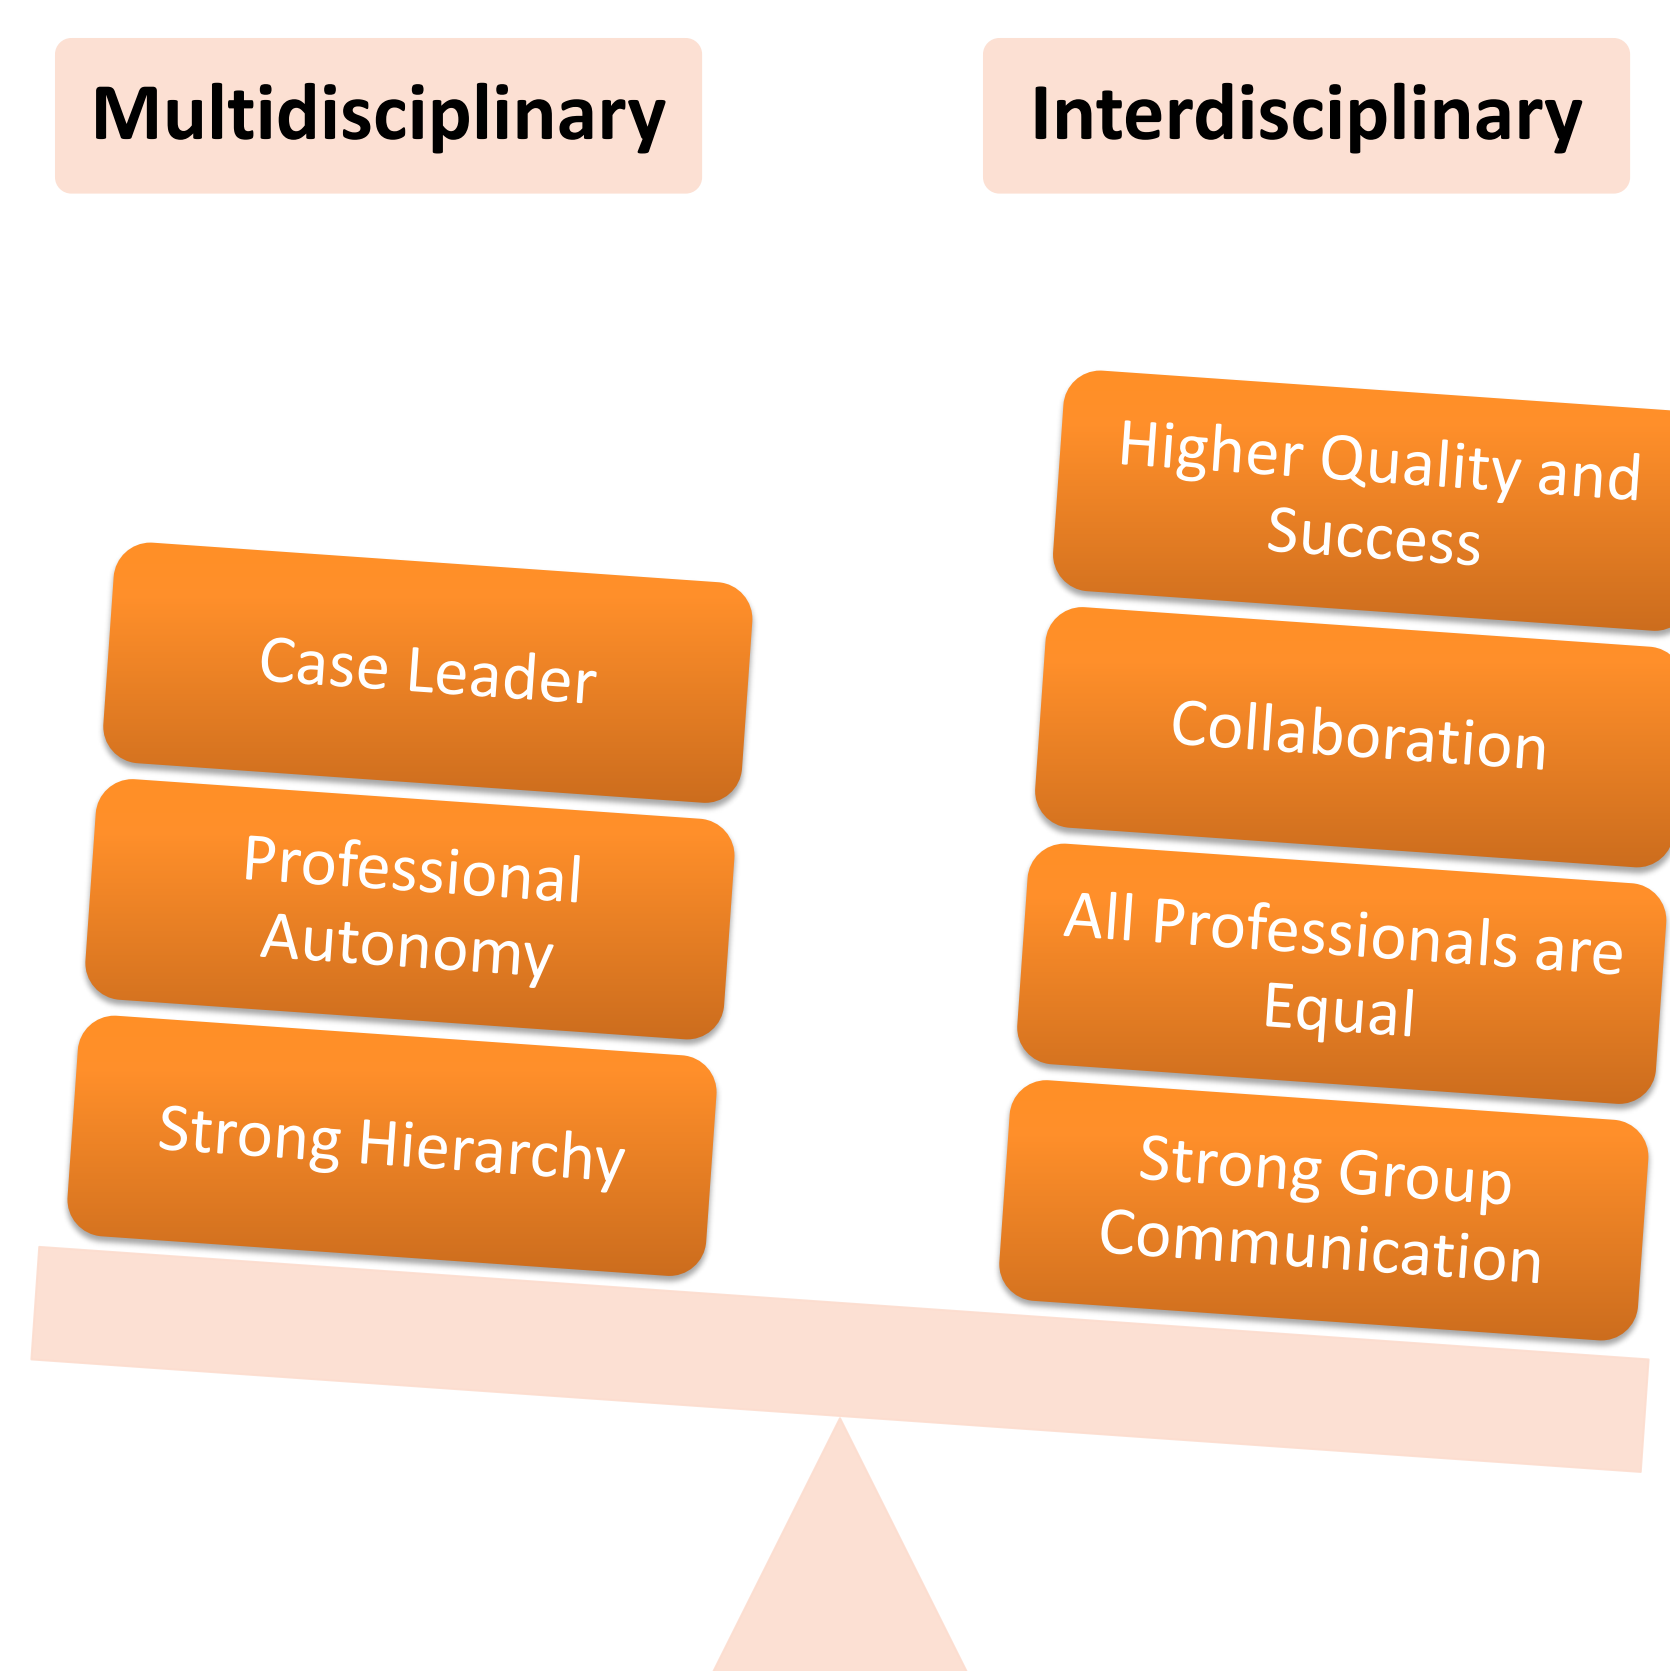 Multidisciplinary
Interdisciplinary
Case Leader
Professional
Autonomy
Strong Hierarchy
Higher Quality and
Success
Collaboration
All Professionals are
Equal
Strong Group
Communication